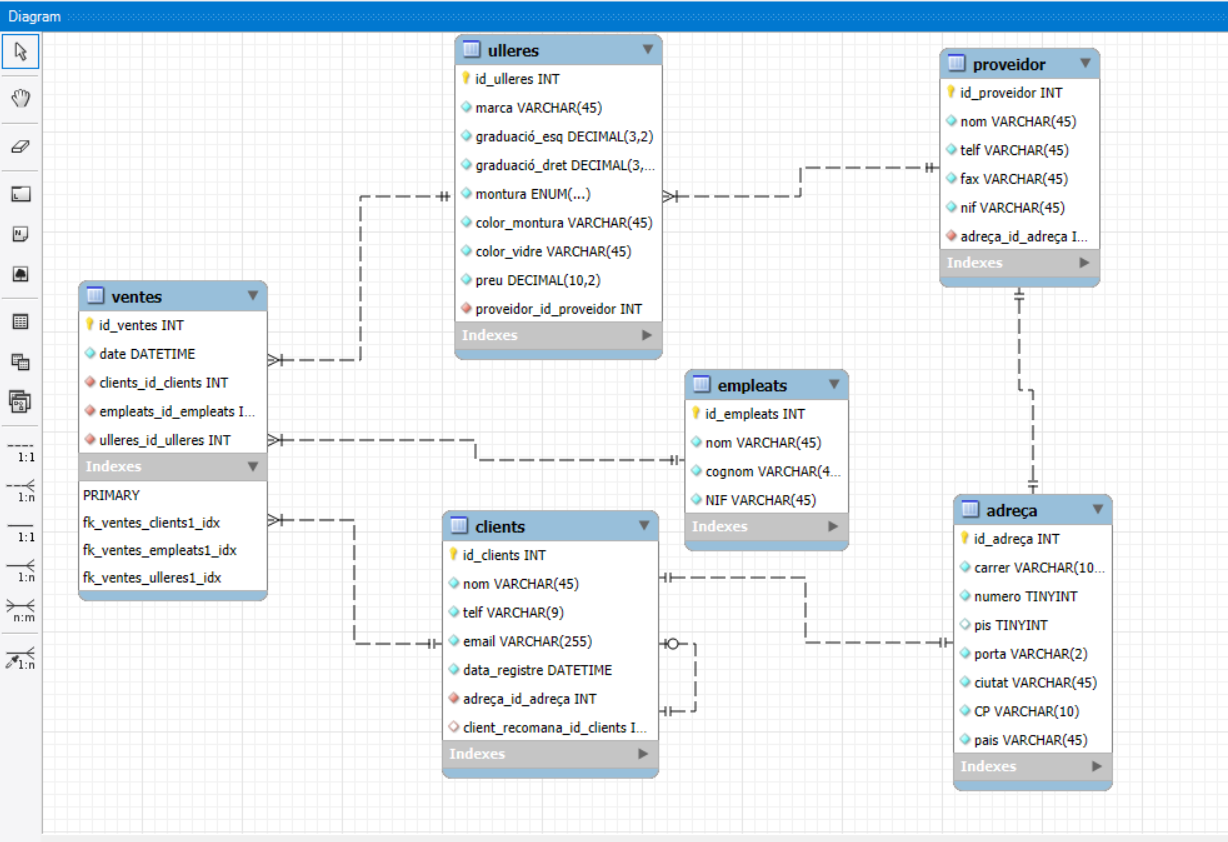 Diagram
ulleres
id_ulleres INT
marca VARCHAR(45)
graduació_esq DECIMAL(3,2)
graduació_dret DECIMAL(3,...
montura ENUM(...)
color_montura VARCHAR(45)
color_vidre VARCHAR(45)
preu DECIMAL(10,2)
proveidor_id_proveidor INT
Indexes
proveidor
id_proveidor INT
nom VARCHAR(45)
telf VARCHAR(45)
fax VARCHAR(45)
nif VARCHAR(45)
adreça_id_adreça I...
Indexes
ventes
id_ventes INT
date DATETIME
clients_id_clients INT
empleats_id_empleats I...
ulleres_id_ulleres INT
Indexes
PRIMARY
fk_ventes_clients1_idx
fk_ventes_empleats1_idx
fk_ventes_ulleres1_idx
empleats
id_empleats INT
nom VARCHAR(45)
cognom VARCHAR(4...
NIF VARCHAR(45)
Indexes
clients
id_clients INT
nom VARCHAR(45)
telf VARCHAR(9)
email VARCHAR(255)
data_registre DATETIME
adreça_id_adreça INT
client_recomana_id_clients I...
Indexes
adreça
id_adreça INT
carrer VARCHAR(10...
numero TINYINT
pis TINYINT
porta VARCHAR(2)
ciutat VARCHAR(45)
CP VARCHAR(10)
pais VARCHAR(45)
Indexes
1:1
1:n
1:1
1:n
n:m
1:n